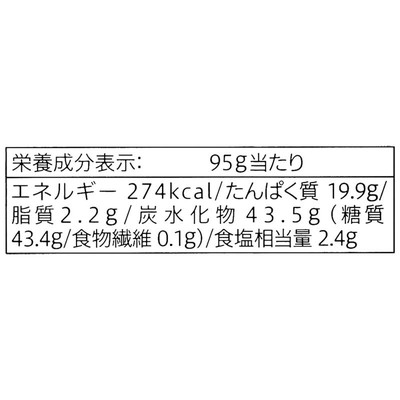 栄養成分表示: 95g当たり
エネルギー 274kcal/たんぱく質 19.9g/
脂質2.2g/炭水化物43.5g(糖質
43.4g/食物繊維 0.1g)/食塩相当量 2.4g